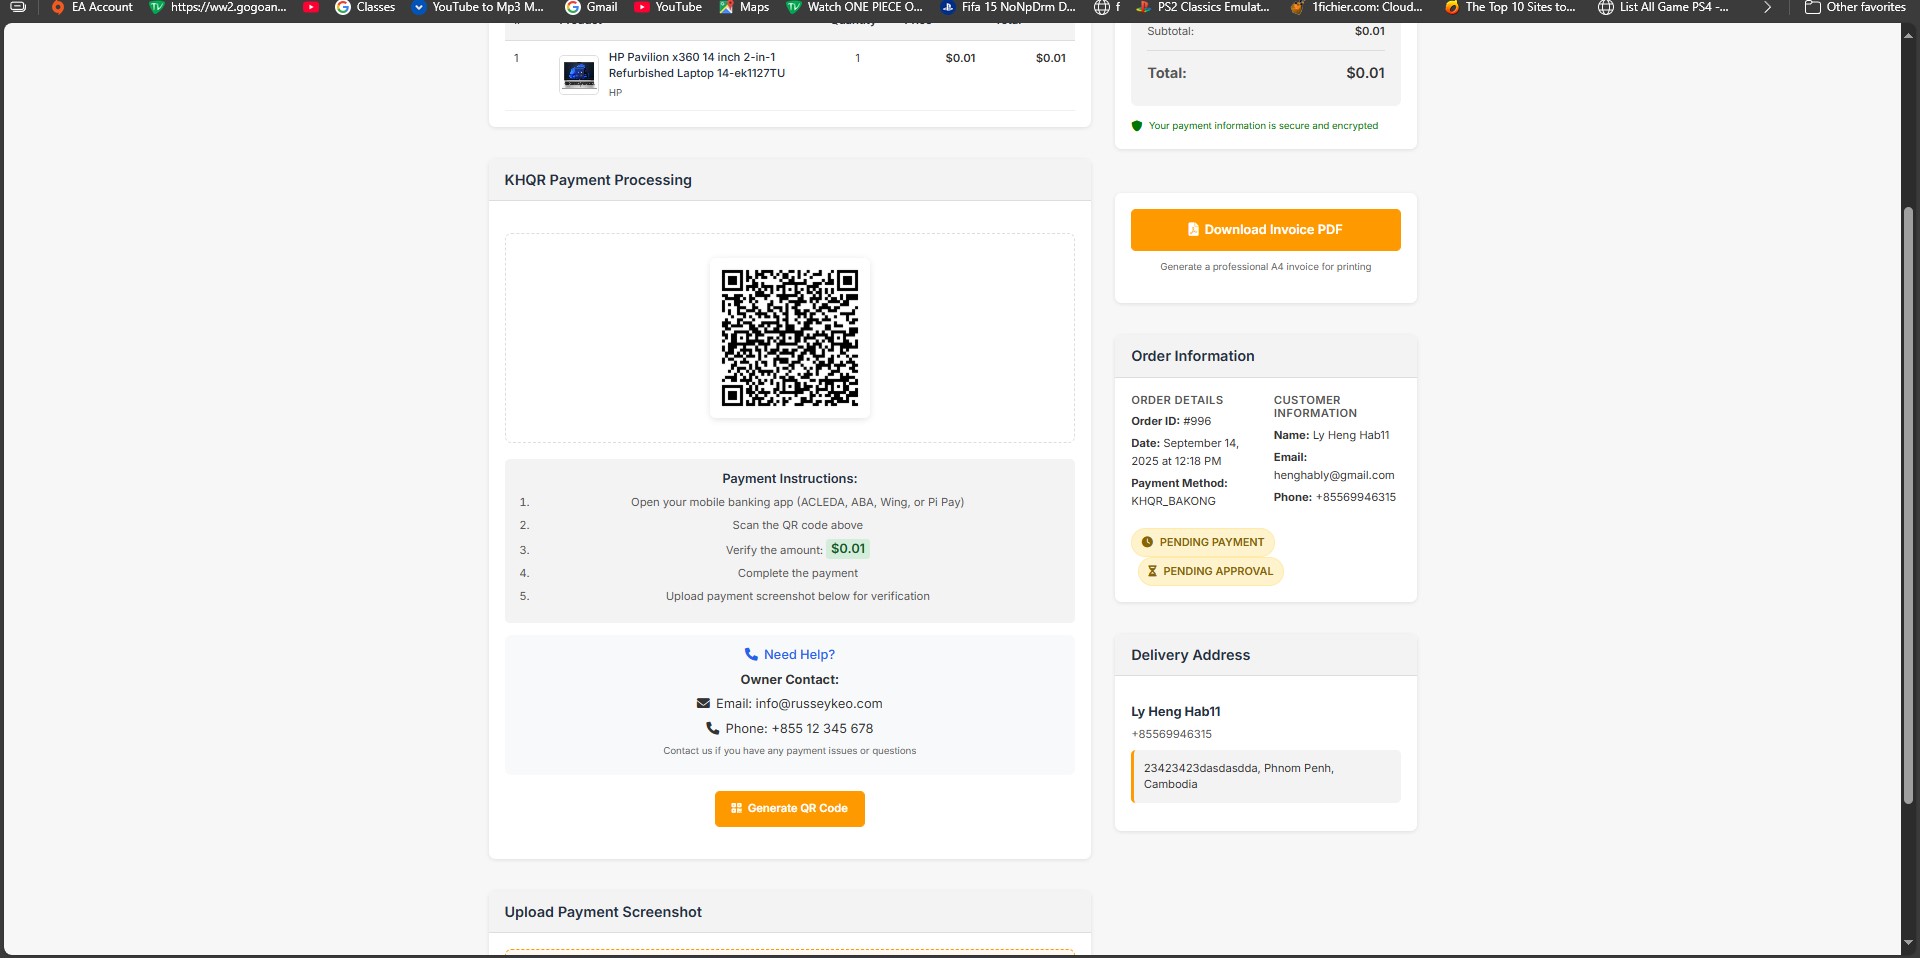 EA Account
https://ww2.gogoan...
Classes
YouTube to Mp3 M...
Gmail
YouTube
Maps
Watch ONE PIECE O...
Fifa 15 NoNpDrm D...
f
PS2 Classics Emulat...
1fichier.com: Cloud...
The Top 10 Sites to...
List All Game PS4 -...
Other favorites
1
HP Pavilion x360 14 inch 2-in-1
Refurbished Laptop 14-ek1127TU
HP
1
$0.01
$0.01
KHQR Payment Processing
Payment Instructions:
1. Open your mobile banking app (ACLEDA, ABA, Wing, or Pi Pay)
2. Scan the QR code above
3. Verify the amount: $0.01
4. Complete the payment
5. Upload payment screenshot below for verification
Need Help?
Owner Contact:
Email: info@russeykeo.com
Phone: +855 12 345 678
Contact us if you have any payment issues or questions
Generate QR Code
Upload Payment Screenshot
Subtotal: $0.01
Total: $0.01
Your payment information is secure and encrypted
Download Invoice PDF
Generate a professional A4 invoice for printing
Order Information
ORDER DETAILS
Order ID: #996
Date: September 14,
2025 at 12:18 PM
Payment Method:
KHQR_BAKONG
CUSTOMER
INFORMATION
Name: Ly Heng Hab11
Email:
henghably@gmail.com
Phone: +85569946315
PENDING PAYMENT
PENDING APPROVAL
Delivery Address
Ly Heng Hab11
+85569946315
23423423dasdasdda, Phnom Penh,
Cambodia